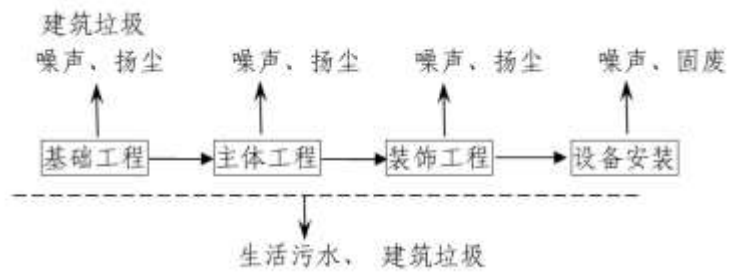 建筑垃圾
噪声、扬尘 噪声、扬尘 噪声、扬尘 噪声、固废
基础工程 主体工程 装饰工程 设备安装
生活污水、 建筑垃圾